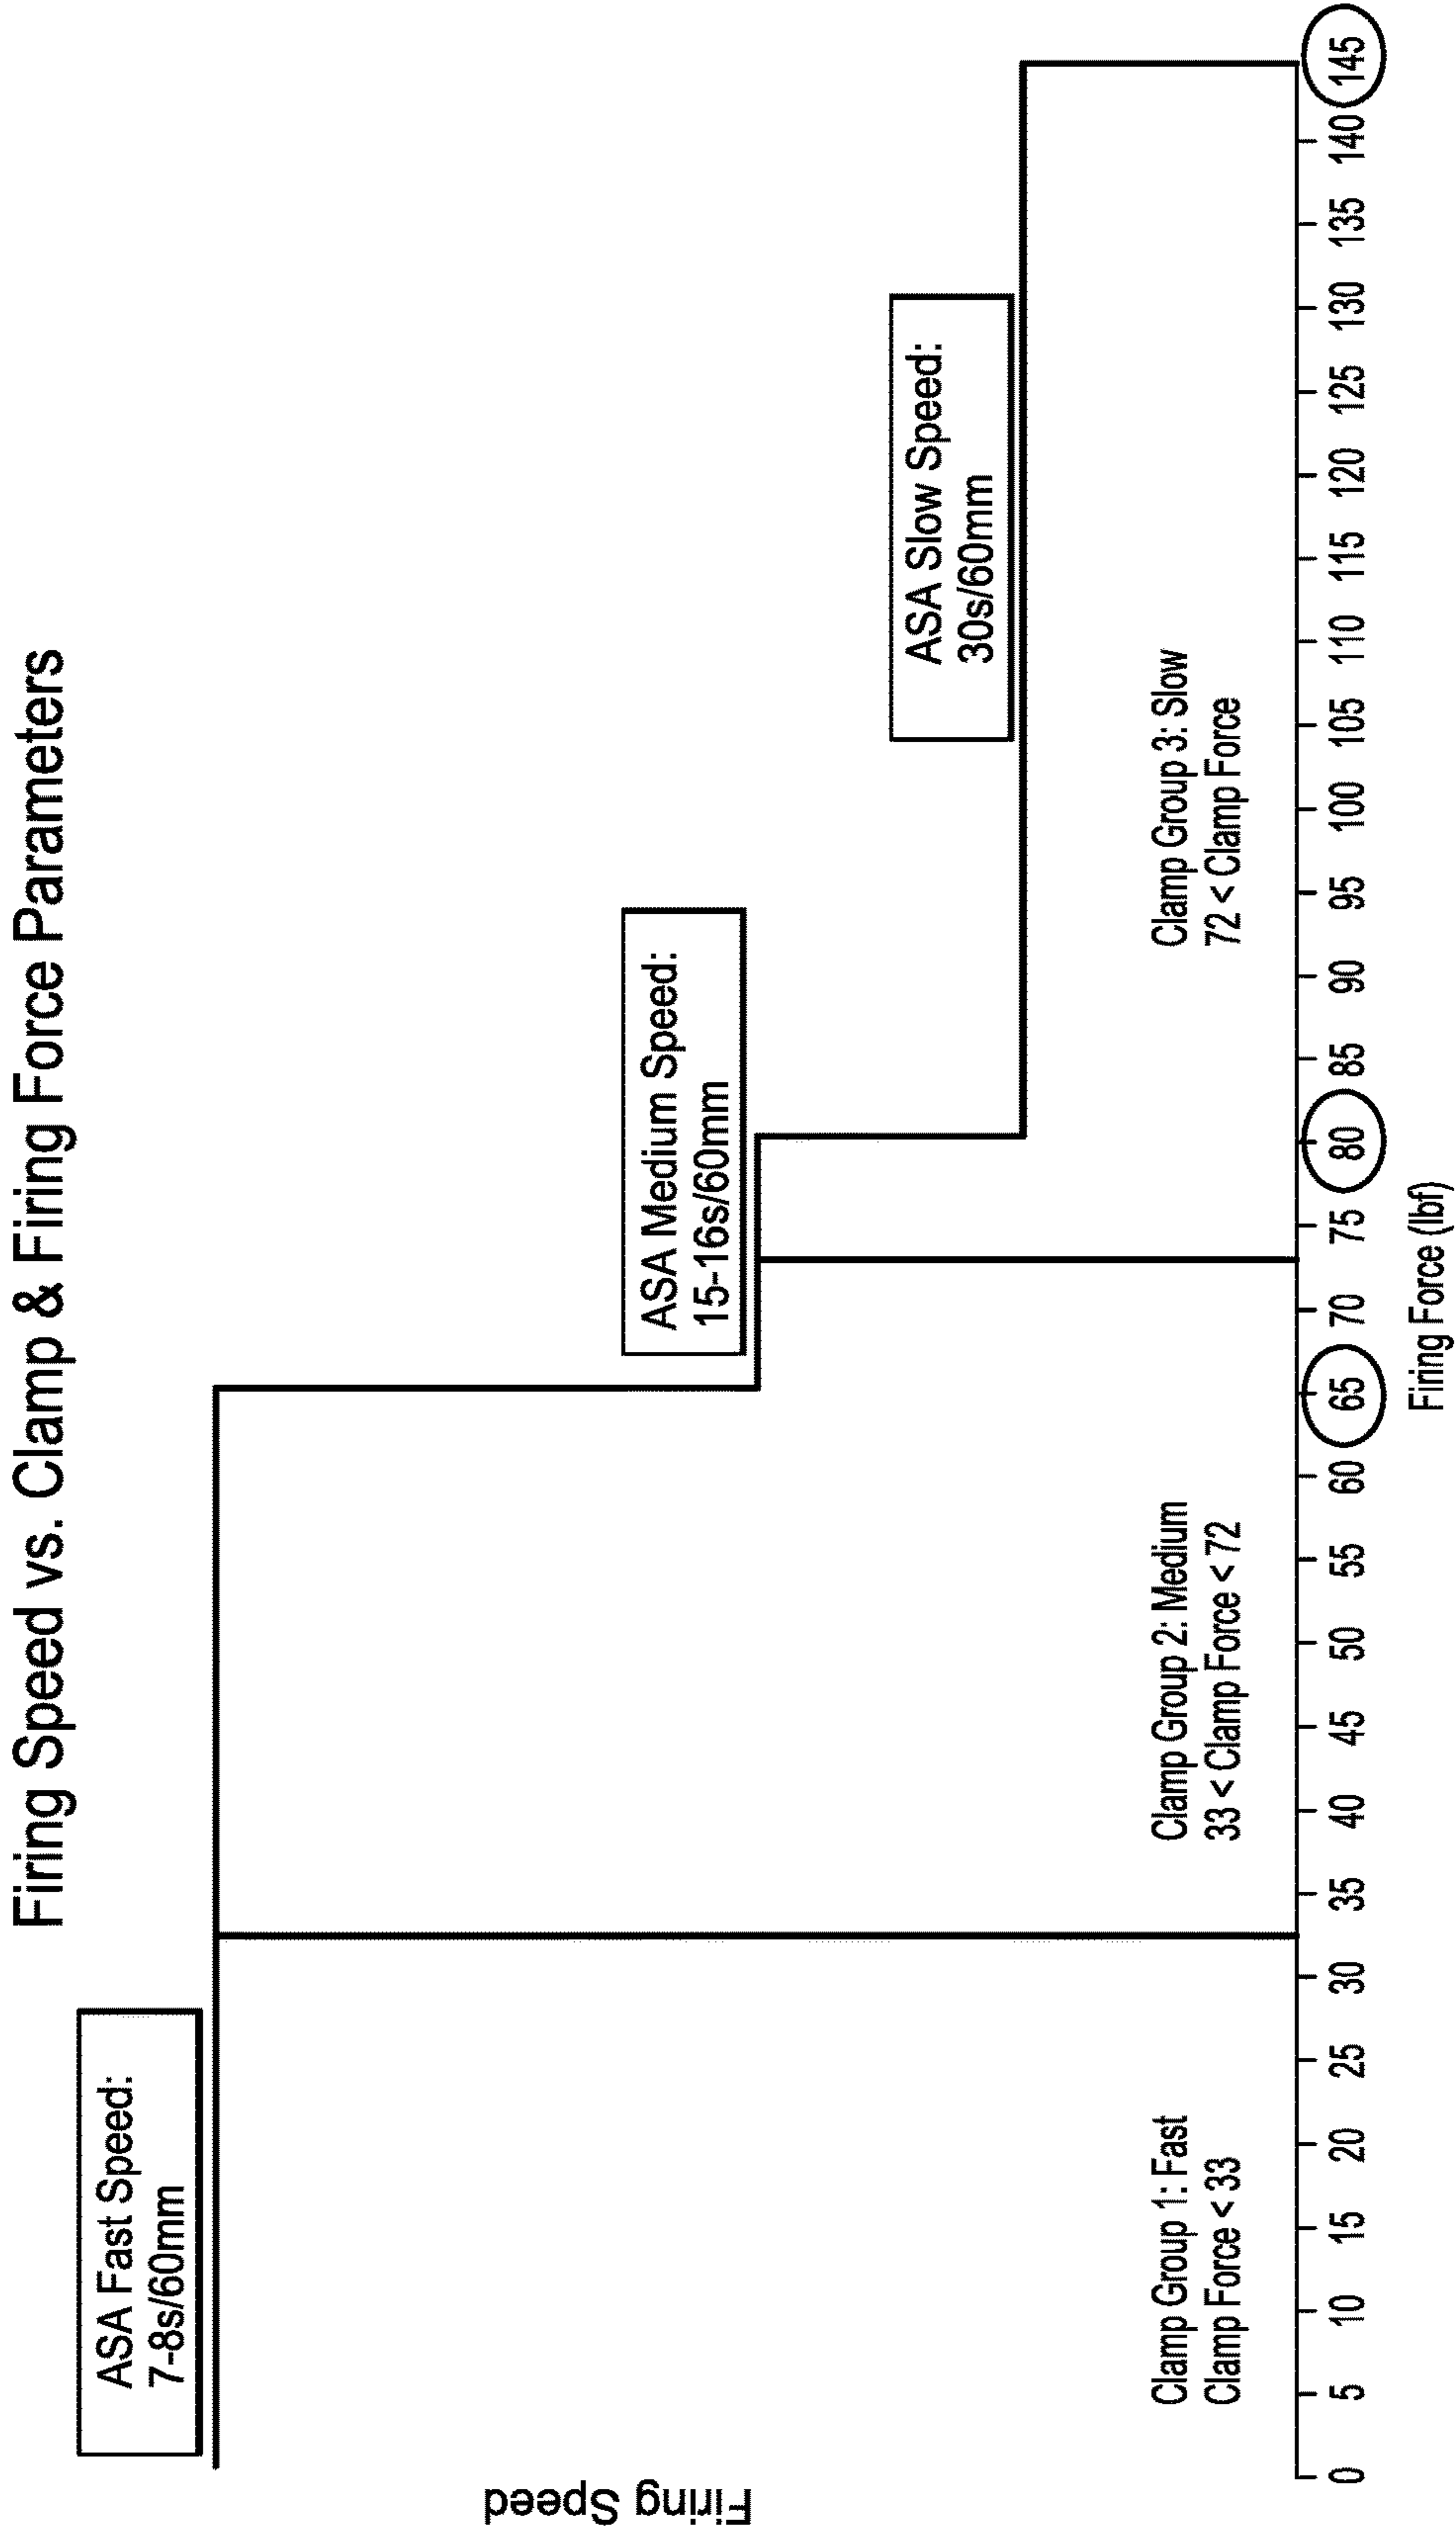 Firing Speed vs. Clamp & Firing Force Parameters
ASA Fast Speed:
7-8s/60mm
ASA Medium Speed:
15-16s/60mm
ASA Slow Speed:
30s/60mm
Firing Speed
Clamp Group 1: Fast
Clamp Force < 33
Clamp Group 2: Medium
33 < Clamp Force < 72
Clamp Group 3: Slow
72 < Clamp Force
0 5 10 15 20 25 30 35 40 45 50 55 60 65 70 75 80 85 90 95 100 105 110 115 120 125 130 135 140 145
Firing Force (lbf)